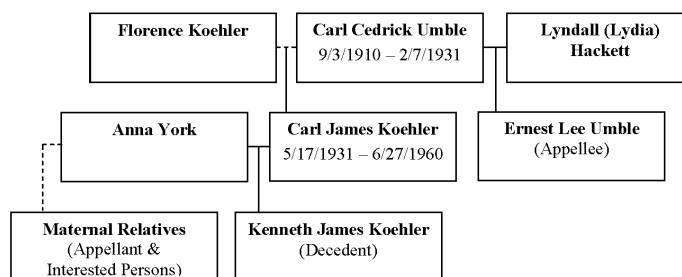 Florence Koehler
Carl Cedrick Umble
9/3/1910 – 2/7/1931
Lyndall (Lydia)
Hackett
Anna York
Carl James Koehler
5/17/1931 – 6/27/1960
Ernest Lee Umble
(Appellee)
Maternal Relatives
(Appellant &
Interested Persons)
Kenneth James Koehler
(Decedent)